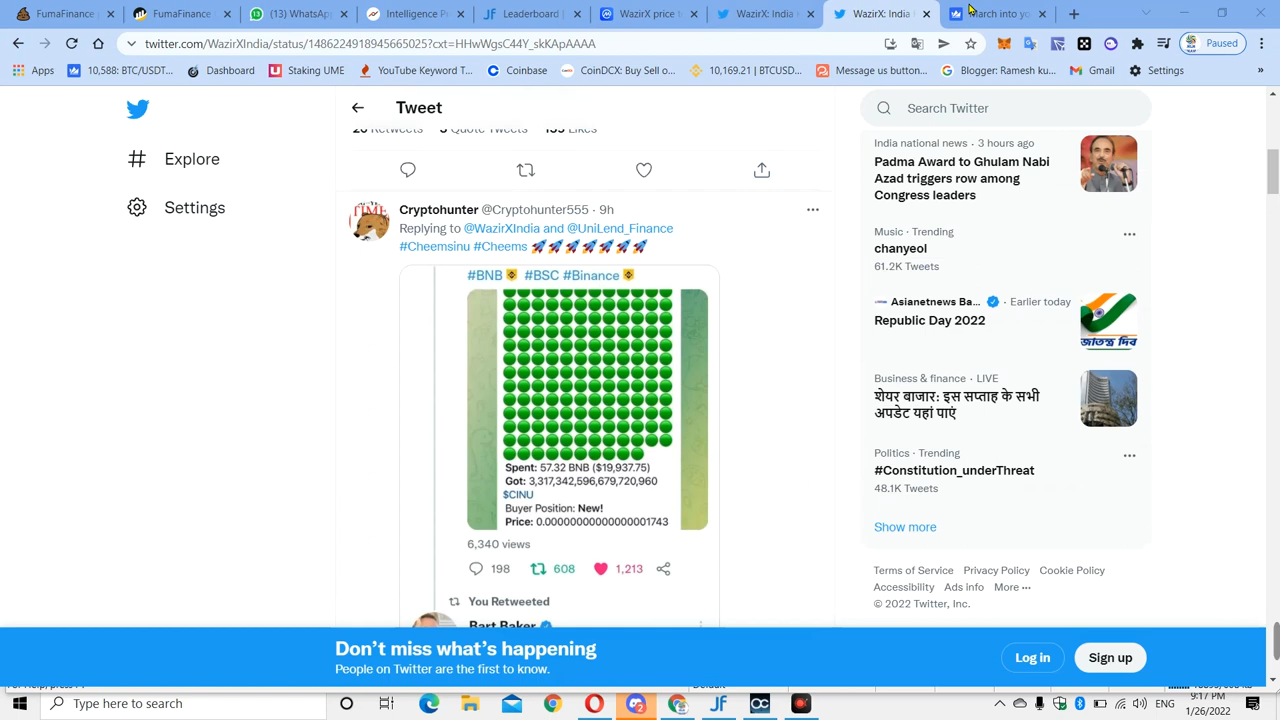 FumaFinance
FumaFinance /
(13) WhatsApp
Intelligence P
Leaderboard |
WazirX price t
WazirX India
WazirX: India
March into yo
twitter.com/WazirXIndia/status/1486224918945665025?cxt=HHwWgsC44Y_skKApAAAA
Paused
Apps
10,588: BTC/USDT...
Dashboard
Staking UME
YouTube Keyword T...
Coinbase
CoinDCX: Buy Sell o...
10,169.21 | BTCUSD...
Message us button...
Blogger: Ramesh ku...
Gmail
Settings
»
Explore
Settings
Tweet
20 Retweets 3 Quote Tweets 135 Likes
Cryptohunter @Cryptohunter555 · 9h
Replying to @WazirXIndia and @UniLend_Finance
#Cheemsinu #Cheems 🚀🚀🚀🚀🚀🚀🚀
TIME
#BNB #BSC #Binance
Spent: 57.32 BNB ($19,937.75)
Got: 3,317,342,596,679,720,960
$CINU
Buyer Position: New!
Price: 0.00000000000000001743
6,340 views
198 608 1,213
You Retweeted
Bart Baker
Search Twitter
India national news · 3 hours ago
Padma Award to Ghulam Nabi
Azad triggers row among
Congress leaders
Music · Trending
chanyeol
61.2K Tweets
Asianetnews Ba... · Earlier today
Republic Day 2022
Business & finance · LIVE
शेयर बाजार: इस सप्ताह के सभी
अपडेट यहां पाएं
Politics · Trending
#Constitution_underThreat
48.1K Tweets
Show more
Terms of Service Privacy Policy Cookie Policy
Accessibility Ads info More ···
© 2022 Twitter, Inc.
Don't miss what's happening
People on Twitter are the first to know.
Log in
Sign up
Type here to search
ENG
9:17 PM
1/26/2022